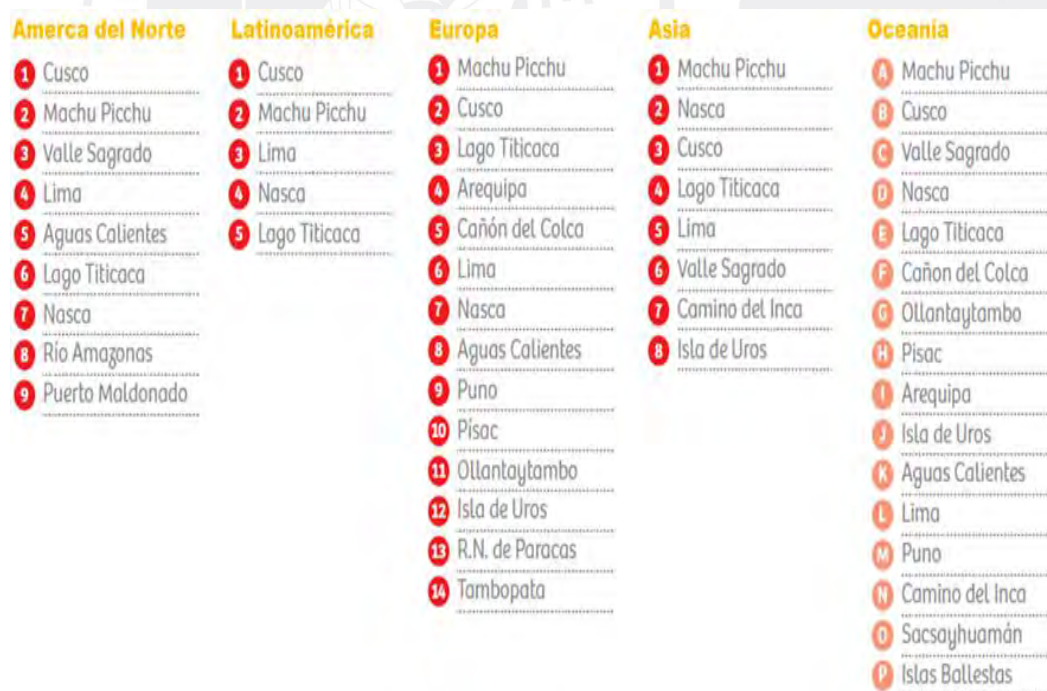 Amerca del Norte
1 Cusco
2 Machu Picchu
3 Valle Sagrado
4 Lima
5 Aguas Calientes
6 Lago Titicaca
7 Nasca
8 Río Amazonas
9 Puerto Maldonado
Latinoamérica
1 Cusco
2 Machu Picchu
3 Lima
4 Nasca
5 Lago Titicaca
Europa
1 Machu Picchu
2 Cusco
3 Lago Titicaca
4 Arequipa
5 Cañón del Colca
6 Lima
7 Nasca
8 Aguas Calientes
9 Puno
10 Písac
11 Ollantaytambo
12 Isla de Uros
13 R.N. de Paracas
14 Tambopata
Asia
1 Machu Picchu
2 Nasca
3 Cusco
4 Lago Titicaca
5 Lima
6 Valle Sagrado
7 Camino del Inca
8 Isla de Uros
Oceanía
A Machu Picchu
B Cusco
C Valle Sagrado
D Nasca
E Lago Titicaca
F Cañon del Colca
G Ollantaytambo
H Pisac
I Arequipa
J Isla de Uros
K Aguas Calientes
L Lima
M Puno
N Camino del Inca
O Sacsayhuamán
P Islas Ballestas